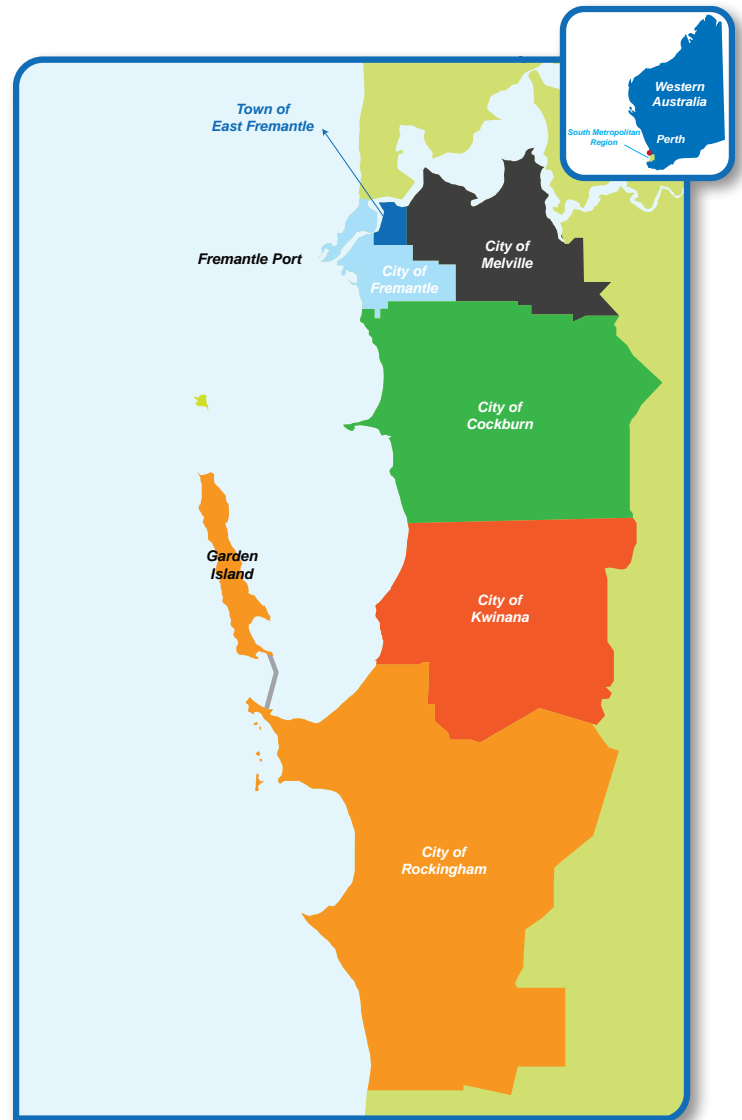 Western
Australia
South Metropolitan
Region
Perth
Town of
East Fremantle
Fremantle Port
City of
Melville
City of
Fremantle
City of
Cockburn
Garden
Island
City of
Kwinana
City of
Rockingham